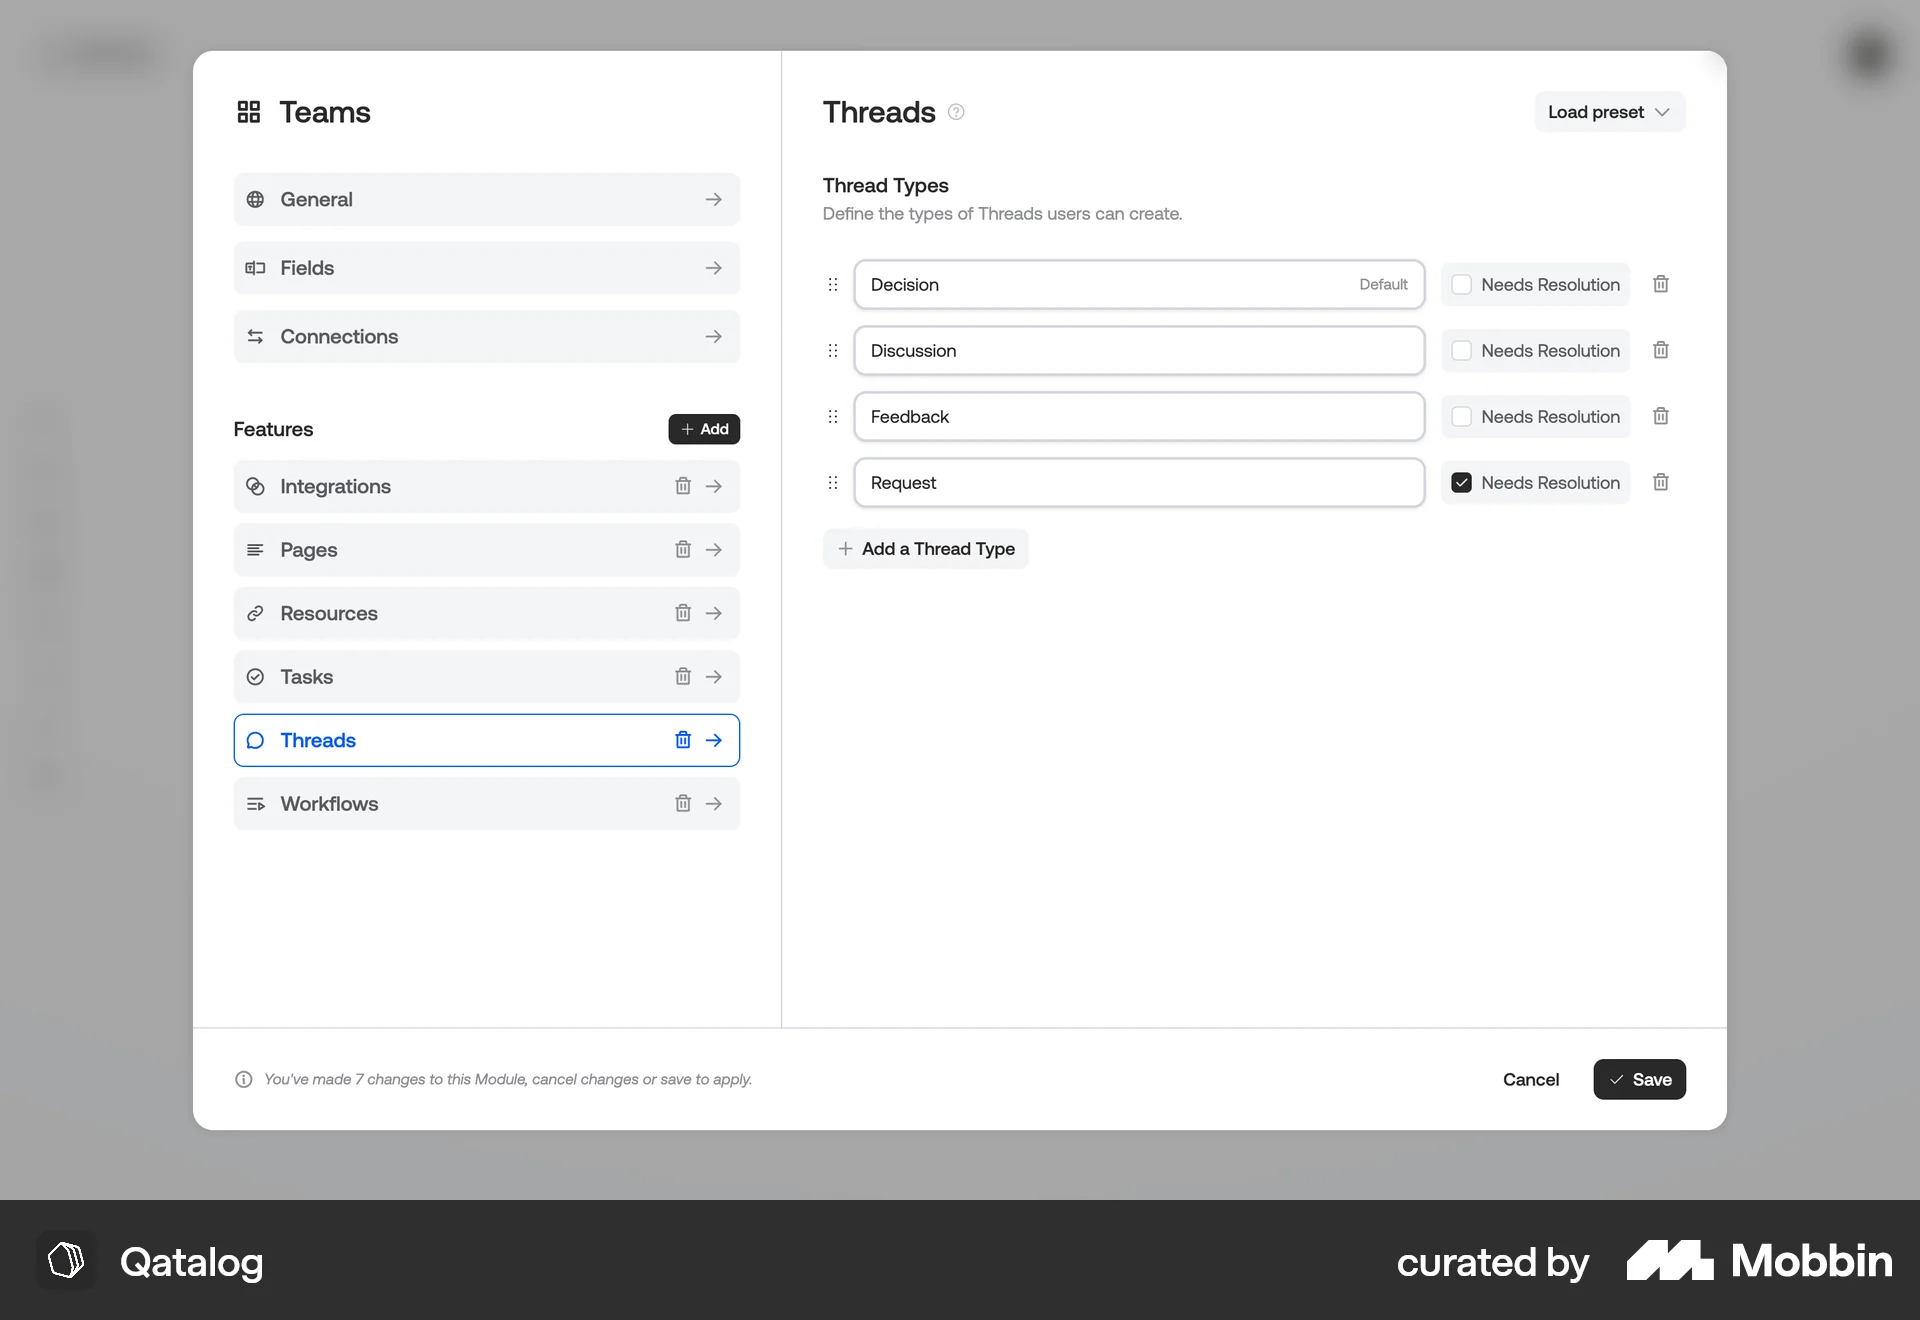 Teams
General
Fields
Connections
Features
Add
Integrations
Pages
Resources
Tasks
Threads
Workflows
Threads
Load preset
Thread Types
Define the types of Threads users can create.
Decision Default Needs Resolution
Discussion Needs Resolution
Feedback Needs Resolution
Request Needs Resolution
Add a Thread Type
You've made 7 changes to this Module, cancel changes or save to apply.
Cancel Save
Qatalog curated by Mobbin